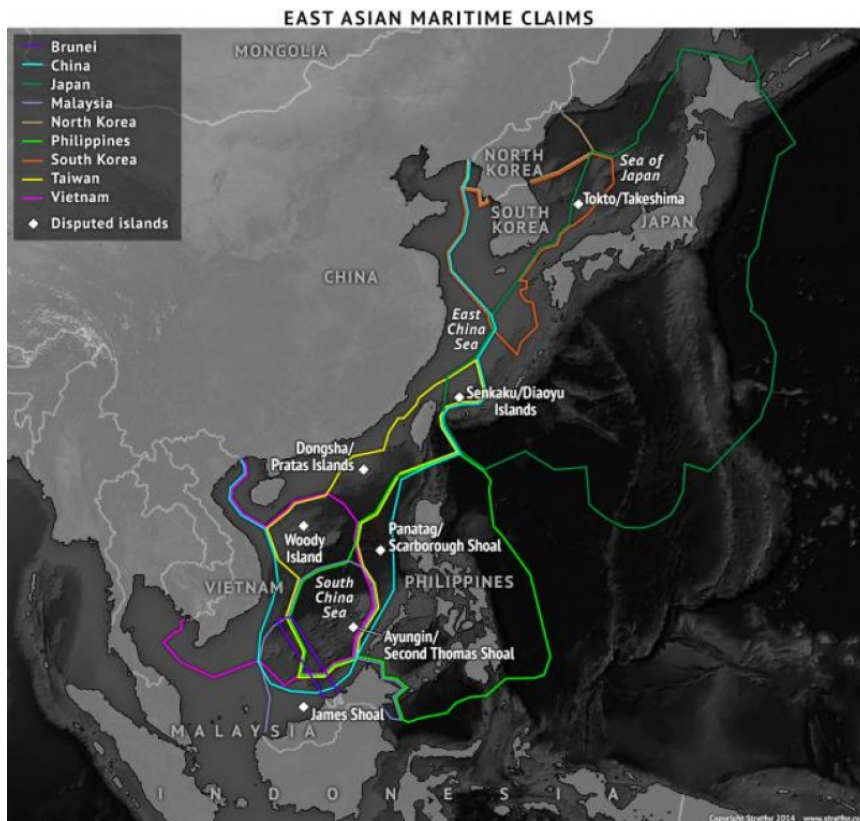 EAST ASIAN MARITIME CLAIMS
Brunei
China
Japan
Malaysia
North Korea
Philippines
South Korea
Taiwan
Vietnam
Disputed islands
MONGOLIA
NORTH
KOREA
Sea of
Japan
SOUTH
KOREA
Tokto/Takeshima
JAPAN
CHINA
East
China
Sea
Senkaku/Diaoyu
Islands
Dongsha/
Pratas Islands
Woody
Island
Panatag/
Scarborough Shoal
VIETNAM
South
China
Sea
PHILIPPINES
Ayungin/
Second Thomas Shoal
James Shoal
MALAYSIA
INDONESIA
Copyright Stratfor 2014 www.stratfor.co